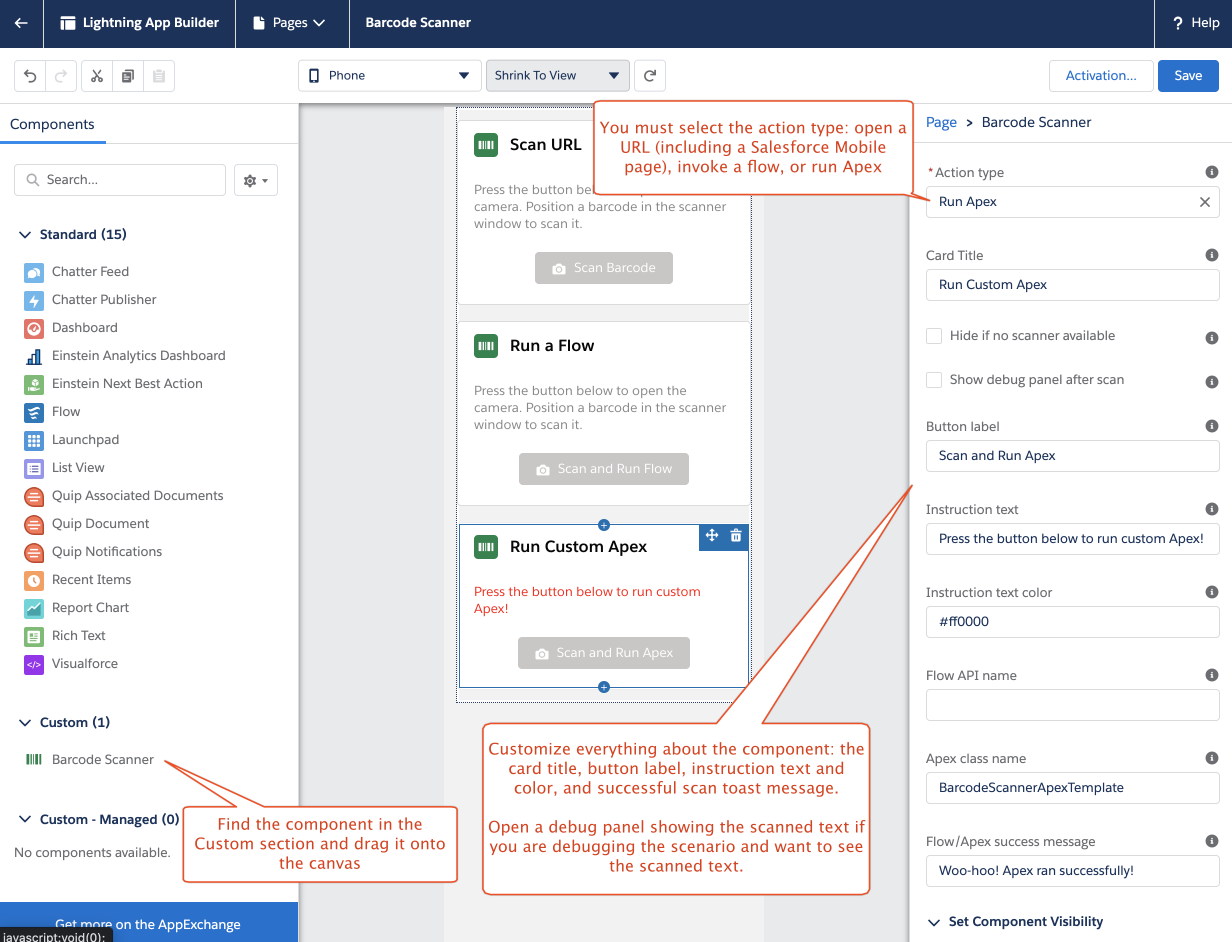 Lightning App Builder
Pages
Barcode Scanner
? Help
Phone
Shrink To View
Activation...
Save
Components
Search...
Standard (15)
Chatter Feed
Chatter Publisher
Dashboard
Einstein Analytics Dashboard
Einstein Next Best Action
Flow
Launchpad
List View
Quip Associated Documents
Quip Document
Quip Notifications
Recent Items
Report Chart
Rich Text
Visualforce
Custom (1)
Barcode Scanner
Custom - Managed (0)
No components available.
Get more on the AppExchange
javascript:void(0);
Find the component in the
Custom section and drag it onto
the canvas
Scan URL
Press the button
camera. Position a barcode in the scanner
window to scan it.
Scan Barcode
Run a Flow
Press the button below to open the
camera. Position a barcode in the scanner
window to scan it.
Scan and Run Flow
Run Custom Apex
Press the button below to run custom
Apex!
Scan and Run Apex
You must select the action type: open a
URL (including a Salesforce Mobile
page), invoke a flow, or run Apex
Customize everything about the component: the
card title, button label, instruction text and
color, and successful scan toast message.
Open a debug panel showing the scanned text if
you are debugging the scenario and want to see
the scanned text.
Page > Barcode Scanner
*Action type
Run Apex
Card Title
Run Custom Apex
Hide if no scanner available
Show debug panel after scan
Button label
Scan and Run Apex
Instruction text
Press the button below to run custom Apex!
Instruction text color
#ff0000
Flow API name
Apex class name
BarcodeScannerApexTemplate
Flow/Apex success message
Woo-hoo! Apex ran successfully!
Set Component Visibility